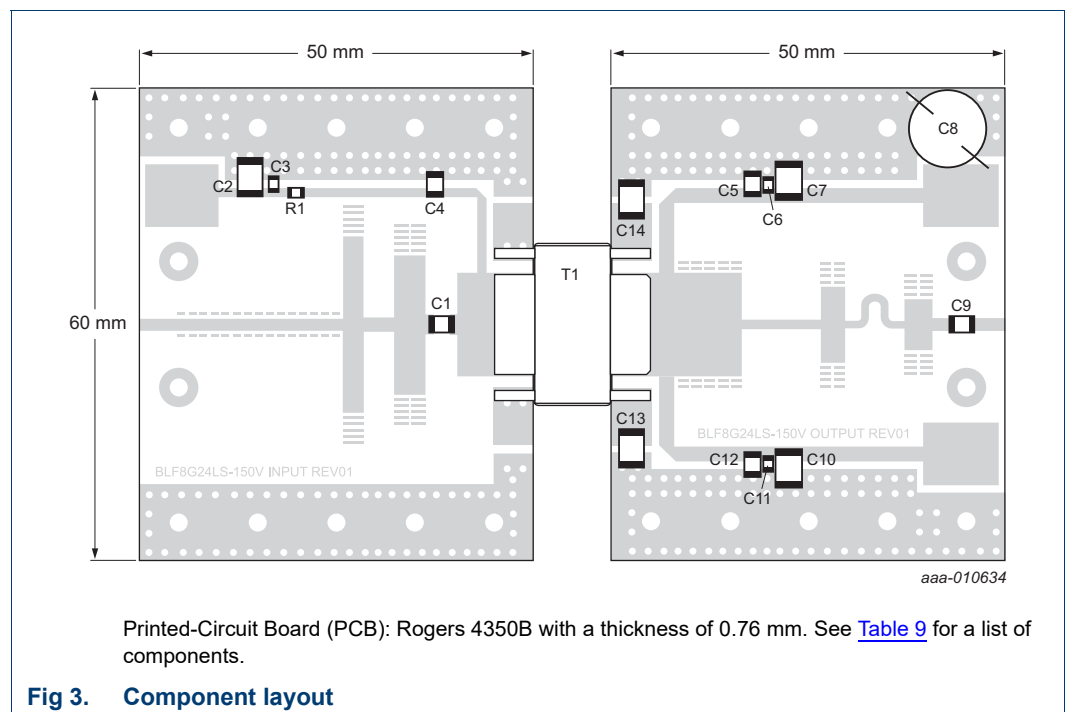 50 mm
50 mm
C8
C3
C2
R1
C4
C5
C7
C6
C14
T1
C1
C9
60 mm
C13
BLF8G24LS-150V OUTPUT REV01
C12
C10
BLF8G24LS-150V INPUT REV01
C11
aaa-010634
Printed-Circuit Board (PCB): Rogers 4350B with a thickness of 0.76 mm. See Table 9 for a list of
components.
Fig 3. Component layout